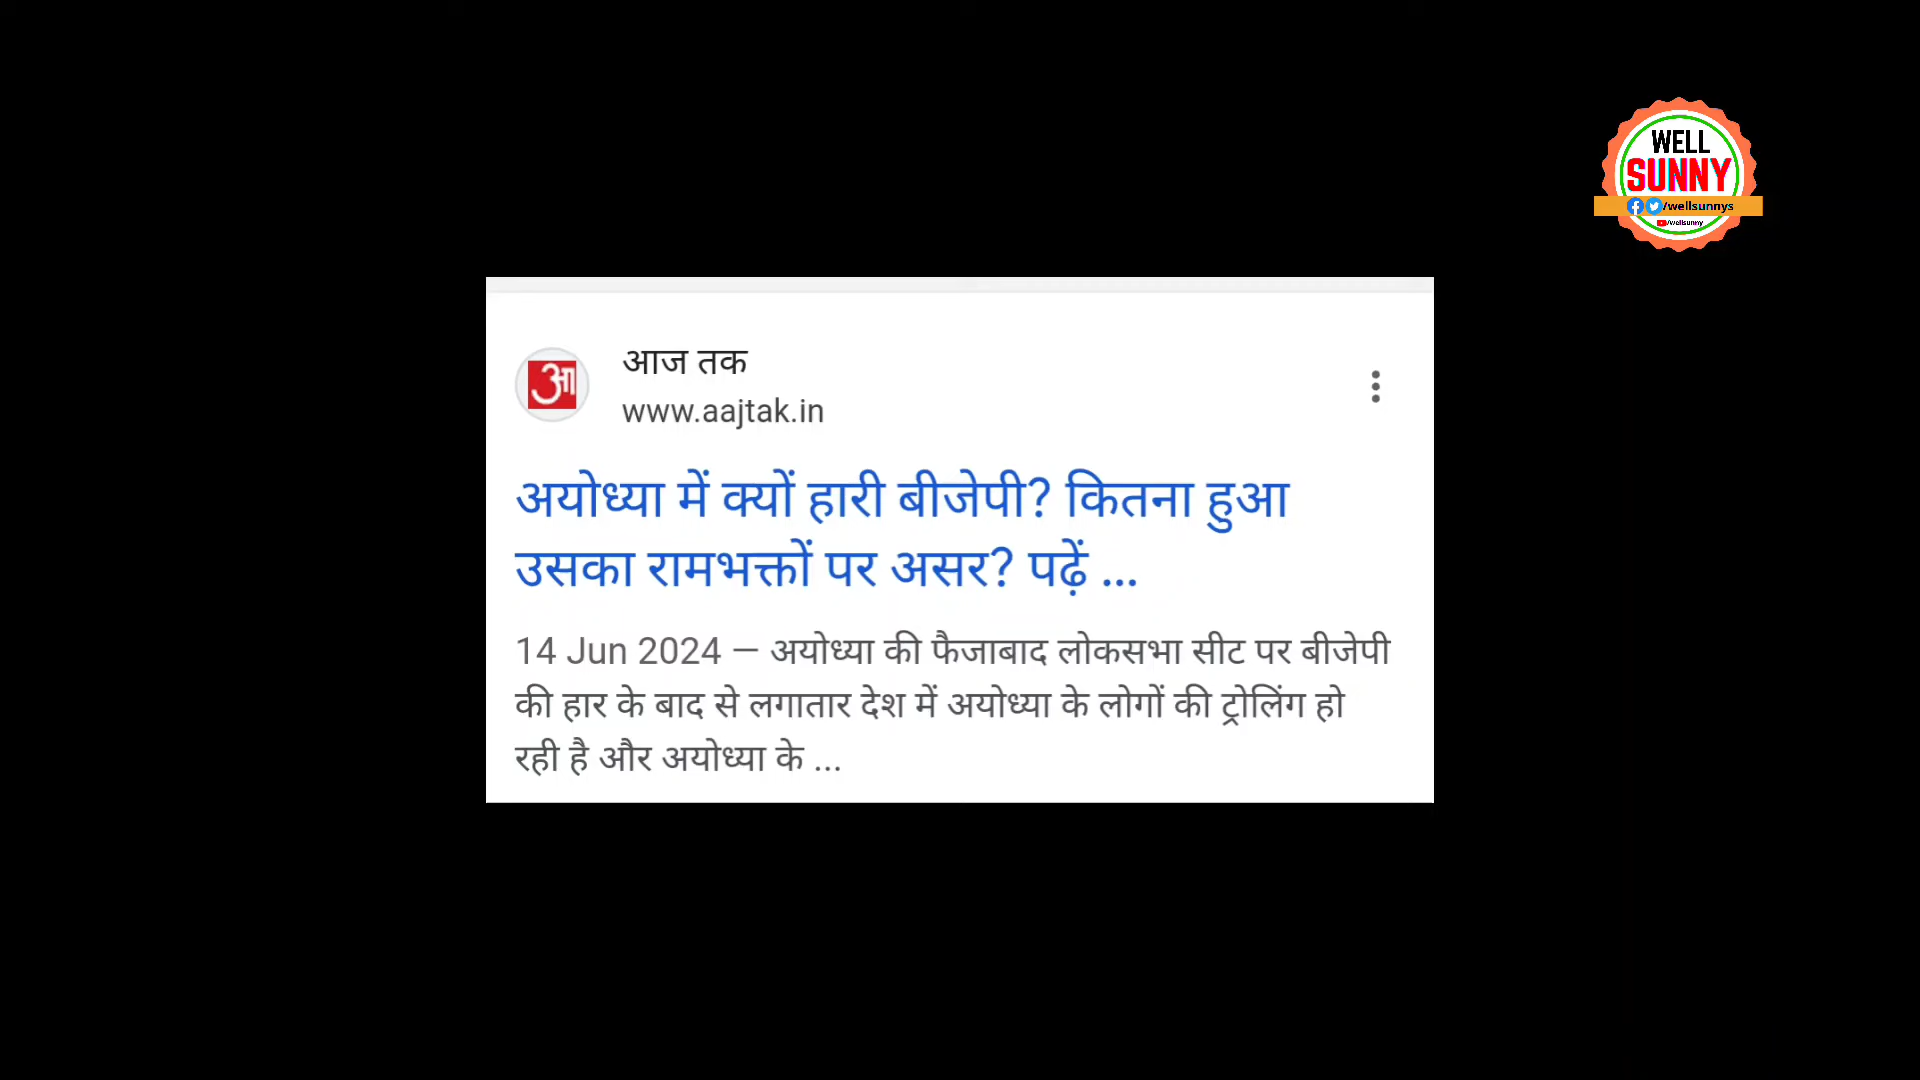 WELL
SUNNY
/wellsunnys
/wellsunny
आज तक
www.aajtak.in
अयोध्या में क्यों हारी बीजेपी? कितना हुआ
उसका रामभक्तों पर असर? पढ़ें ...
14 Jun 2024 — अयोध्या की फैजाबाद लोकसभा सीट पर बीजेपी
की हार के बाद से लगातार देश में अयोध्या के लोगों की ट्रोलिंग हो
रही है और अयोध्या के ...